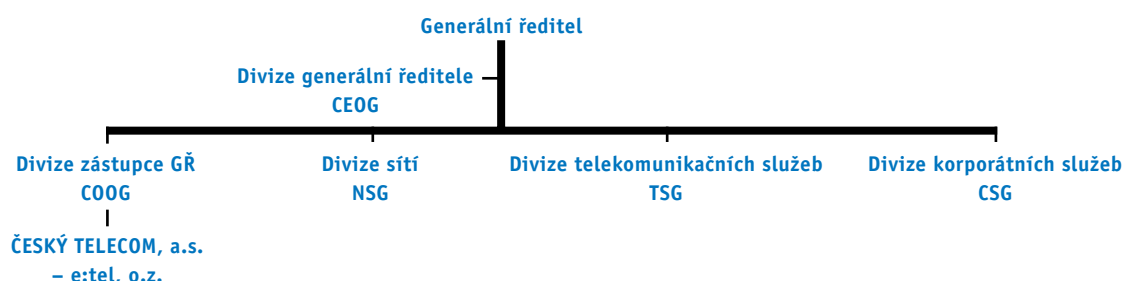 Generální ředitel
Divize generální ředitele
CEOG
Divize zástupce GŘ
COOG
Divize sítí
NSG
Divize telekomunikačních služeb
TSG
Divize korporátních služeb
CSG
ČESKÝ TELECOM, a.s.
– e:tel, o.z.